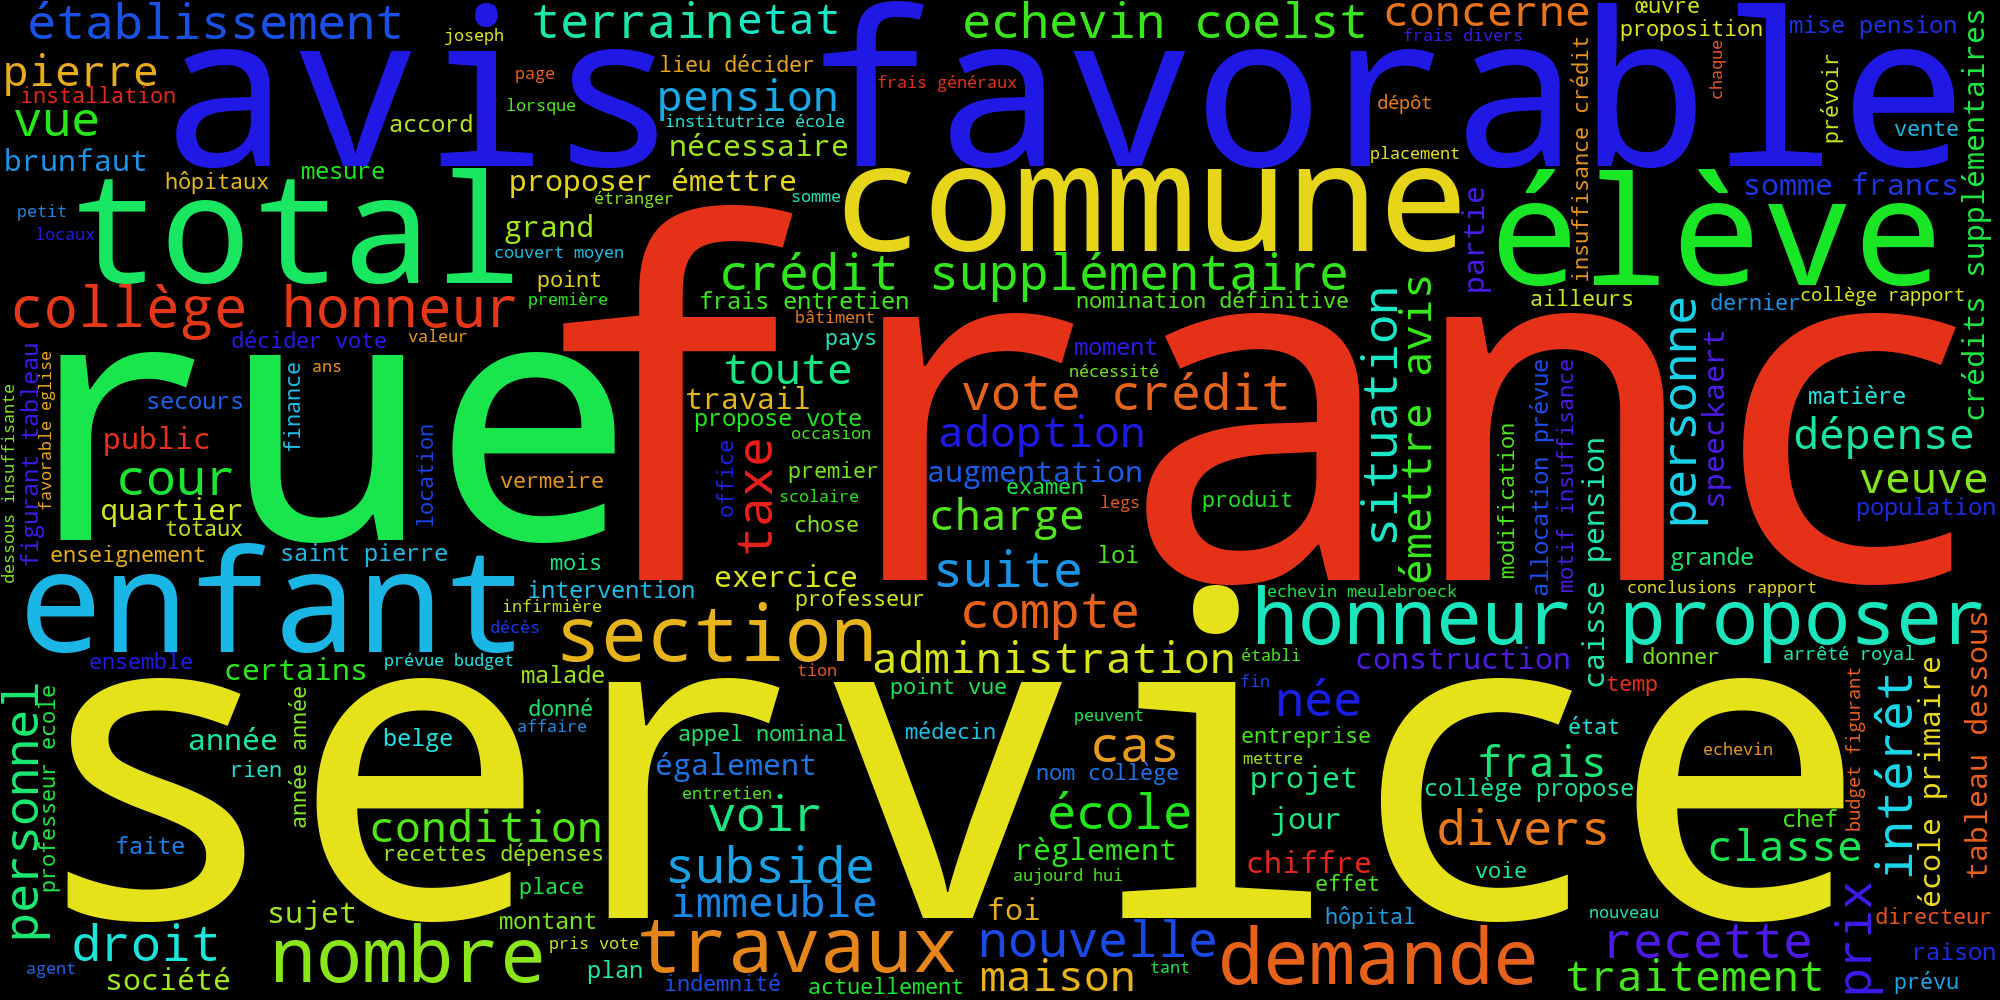 établissement
joseph
terrain
etat
echevin coelst
concerne
œuvre
proposition
mise pension
frais divers
avis favorable
pierre
installation
page
lieu décider
frais généraux
chaque
vue
lorsque
pension
institutrice école
dépôt
prévoir
vente
accord
nécessaire
brunfaut
placement
hôpitaux
mesure
proposer
émettre
étranger
somme
commune
élève
somme francs
insuffisance crédit
crédits supplémentaires
partie
petit
locaux
total
grand
couvert moyen
point
crédit supplémentaire
collège honneur
première
frais entretien
nomination définitive
ailleurs
dernier
collège rapport
bâtiment
pays
décider vote
valeur
moment
nécessité
rue
franc
ans
toute
situation
émettre avis
personne
speeckaert
secours
finance
travail
vote crédit
matière
propose vote
public
adoption
dépense
occasion
dessous insuffisante
figurant tableau
favorable eglise
location
office
taxe
cour
premier
augmentation
vermeire
examen
veuve
scolaire
legs
produit
quartier
totaux
chose
charge
population
modification
allocation prévue
motif insuffisance
caisse pension
enseignement
saint pierre
mois
loi
grande
enfant
intervention
exercice
suite
professeur
echevin meulebroeck
conclusions rapport
infirmière
décès
section
compte
honneur
proposer
ensemble
certains
prévue budget
malade
tion
administration
établi
construction
donner
arrêté royal
personnel
professeur ecole
année année
service
donné
point vue
fin
née
temp
affaire
peuvent
année
belge
appel nominal
médecin
cas
entreprise
état
echevin
budget figurant
intérêt
école primaire
tableau dessous
rien
également
nom collège
mettre
projet
frais
collège propose
entretien
condition
voir
école
jour
divers
chef
faite
recettes dépenses
règlement
classe
subside
aujourd hui
chiffre
voie
place
effet
immeuble
sujet
montant
foi
hôpital
nouveau
prix
directeur
droit
nombre
pris vote
travaux
nouvelle
demande
recette
raison
agent
société
plan
indemnité
actuellement
maison
tant
traitement
prévu